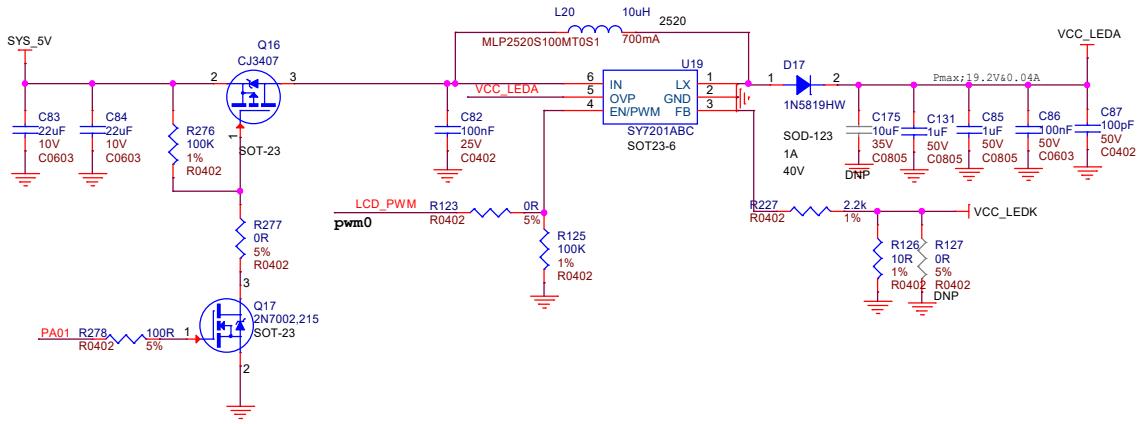 L20
10uH
2520
MLP2520S100MT0S1
700mA
SYS_5V
Q16
CJ3407
2
3
1
SOT-23
C83
22uF
10V
C0603
C84
22uF
10V
C0603
R276
100K
1%
R0402
R277
0R
5%
R0402
3
Q17
2N7002,215
SOT-23
1
2
PA01
R278
100R
R0402
5%
C82
100nF
25V
C0402
VCC_LEDA
U19
6
IN
LX
1
5
OVP
GND
2
4
EN/PWM
FB
3
SY7201ABC
SOT23-6
LCD_PWM
pwm0
R123
0R
R0402
5%
R125
100K
1%
R0402
D17
1
2
1N5819HW
SOD-123
1A
40V
Pmax;19.2V&0.04A
VCC_LEDA
C175
10uF
35V
C0805
DNP
C131
1uF
50V
C0805
C85
1uF
50V
C0805
C86
100nF
50V
C0603
C87
100pF
50V
C0402
R227
2.2k
R0402
1%
VCC_LEDK
R126
10R
1%
R0402
R127
0R
5%
R0402
DNP